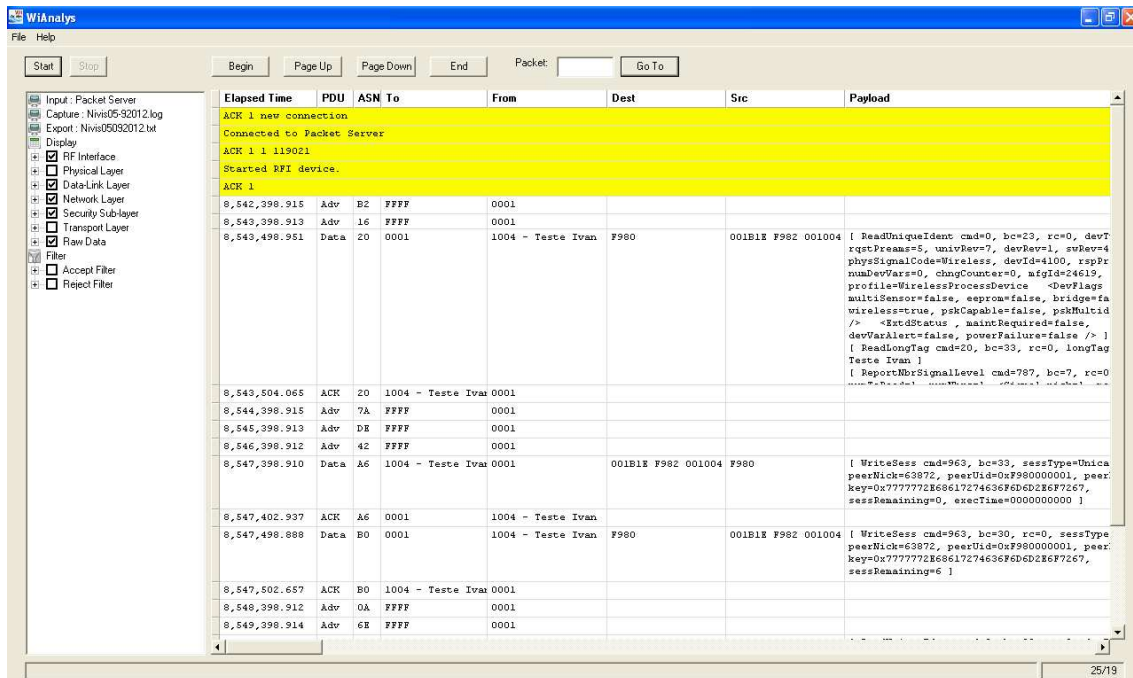 WiAnalys
File Help
Start Stop Begin Page Up Page Down End Packet: Go To
Input : Packet Server
Capture : Nivis05-92012.log
Export : Nivis05092012.txt
Display
RF Interface
Physical Layer
Data-Link Layer
Network Layer
Security Sub-layer
Transport Layer
Raw Data
Filter
Accept Filter
Reject Filter
Elapsed Time PDU ASN To From Dest Src Payload
ACK 1 new connection
Connected to Packet Server
ACK 1 1 119021
Started RFI device.
ACK 1
8,542,398.915 Adv B2 FFFF 0001
8,543,398.913 Adv 16 FFFF 0001
8,543,498.951 Data 20 0001 1004 - Teste Ivan F980 001B1E F982 001004 [ ReadUniqueIdent cmd=0, bc=23, rc=0, devT
rqstPreams=5, univRev=7, devRev=1, swRev=4
physSignalCode=Wireless, devId=4100, rspPr
numDevVars=0, chngCounter=0, mfgId=24619,
profile=WirelessProcessDevice <DevFlags
multiSensor=false, eeprom=false, bridge=fa
wireless=true, pskCapable=false, pskMultid
/> <ExtdStatus , maintRequired=false,
devVarAlert=false, powerFailure=false /> ]
[ ReadLongTag cmd=20, bc=33, rc=0, longTag
Teste Ivan ]
[ ReportNbrSignalLevel cmd=787, bc=7, rc=0
8,543,504.065 ACK 20 1004 - Teste Ivan 0001
8,544,398.915 Adv 7A FFFF 0001
8,545,398.913 Adv DE FFFF 0001
8,546,398.912 Adv 42 FFFF 0001
8,547,398.910 Data A6 1004 - Teste Ivan 0001 001B1E F982 001004 F980 [ WriteSess cmd=963, bc=33, sessType=Unica
peerNick=63872, peerUid=0xF980000001, peer
key=0x7777772E68617274636F6D6D2E6F7267,
sessRemaining=0, execTime=0000000000 ]
8,547,402.937 ACK A6 0001 1004 - Teste Ivan
8,547,498.888 Data B0 0001 1004 - Teste Ivan F980 001B1E F982 001004 [ WriteSess cmd=963, bc=30, rc=0, sessType
peerNick=63872, peerUid=0xF980000001, peer
key=0x7777772E68617274636F6D6D2E6F7267,
sessRemaining=6 ]
8,547,502.657 ACK B0 1004 - Teste Ivan 0001
8,548,398.912 Adv 0A FFFF 0001
8,549,398.914 Adv 6E FFFF 0001
25/19